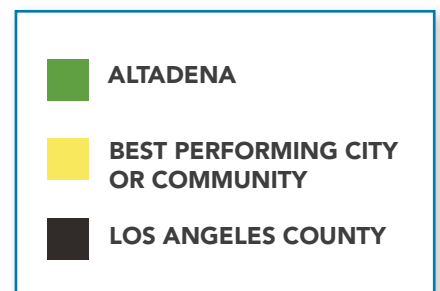 ALTADENA
BEST PERFORMING CITY
OR COMMUNITY
LOS ANGELES COUNTY